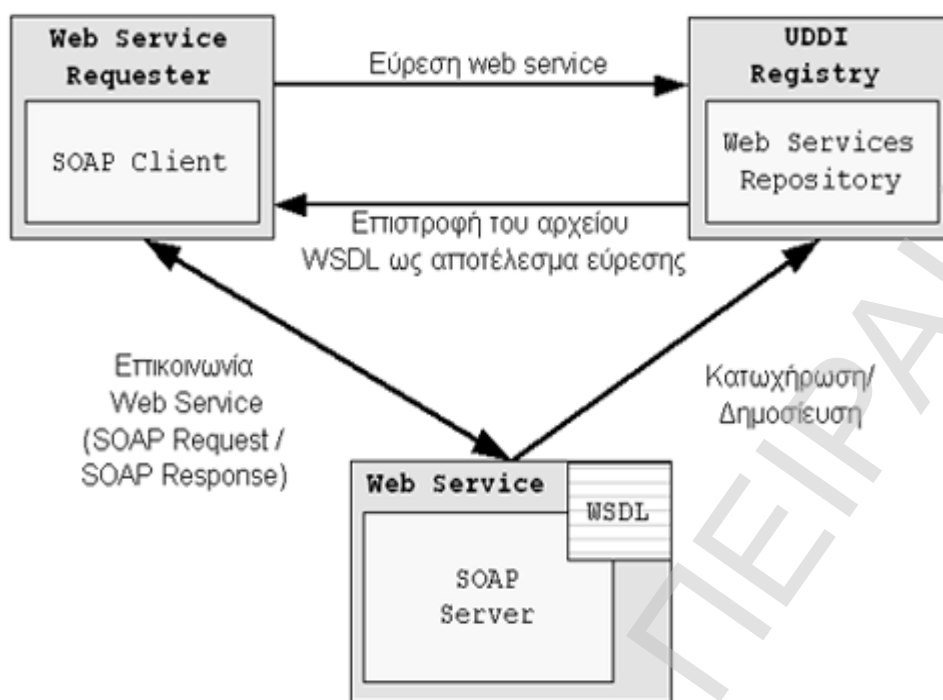 Web Service
Requester
SOAP Client
Εύρεση web service
UDDI
Registry
Web Services
Repository
Επιστροφή του αρχείου
WSDL ως αποτέλεσμα εύρεσης
Επικοινωνία
Web Service
(SOAP Request /
SOAP Response)
Κατωχήρωση/
Δημοσίευση
Web Service
WSDL
SOAP
Server
ΠΕΙΡΑΙ